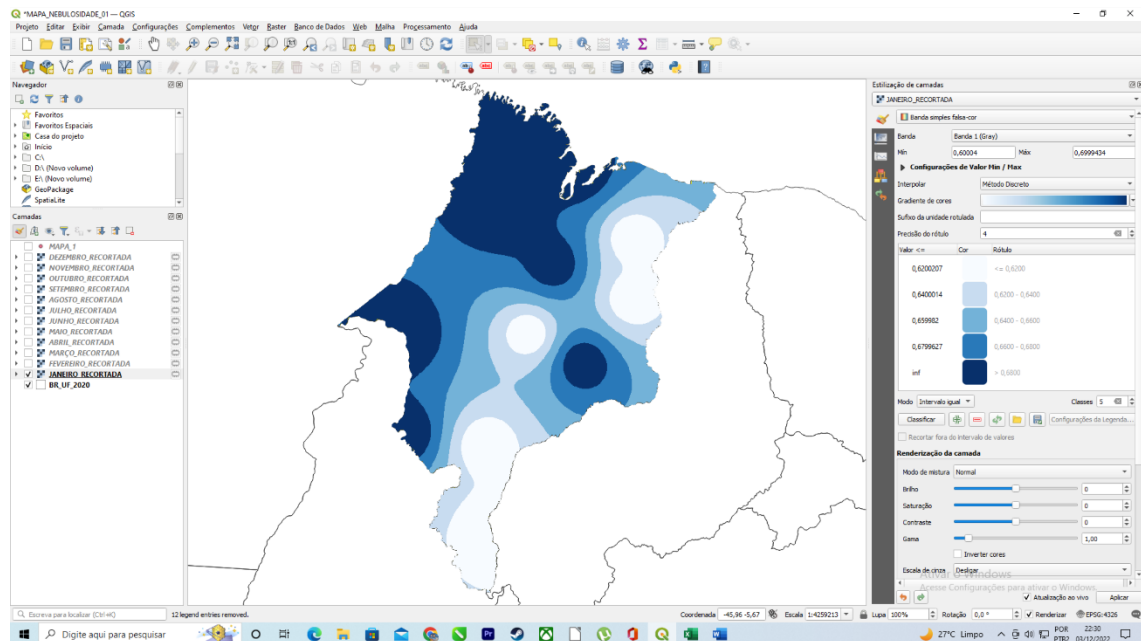 *MAPA_NEBULOSIDADE_01 — QGIS
Projeto Editar Exibir Camada Configurações Complementos Vetor Raster Banco de Dados Web Malha Processamento Ajuda
Navegador
Favoritos
Favoritos Espaciais
Casa do projeto
Início
C:\
D:\ (Novo volume)
E:\ (Novo volume)
GeoPackage
SpatiaLite
Camadas
MAPA_1
DEZEMBRO_RECORTADA
NOVEMBRO_RECORTADA
OUTUBRO_RECORTADA
SETEMBRO_RECORTADA
AGOSTO_RECORTADA
JULHO_RECORTADA
JUNHO_RECORTADA
MAIO_RECORTADA
ABRIL_RECORTADA
MARÇO_RECORTADA
FEVEREIRO_RECORTADA
JANEIRO_RECORTADA
BR_UF_2020
Estilização de camadas
JANEIRO_RECORTADA
Banda simples falsa-cor
Banda Banda 1 (Gray)
Mín 0,60004 Máx 0,6999434
Configurações de Valor Mín / Max
Interpolar Método Discreto
Gradiente de cores
Sufixo da unidade rotulada
Precisão do rótulo 4
Valor <= Cor Rótulo
0,6200207 <= 0,6200
0,6400014 0,6200 - 0,6400
0,659982 0,6400 - 0,6600
0,6799627 0,6600 - 0,6800
inf > 0,6800
Modo Intervalo igual Classes 5
Classificar Configurações da Legenda...
Recortar fora do intervalo de valores
Renderização da camada
Modo de mistura Normal
Brilho 0
Saturação 0
Contraste 0
Gama 1,00
Inverter cores
Escala de cinza Desligar
Ativar o Windows
Acesse Configurações para ativar o Windows.
Atualização ao vivo Aplicar
Escreva para localizar (Ctrl+K) 12 legend entries removed. Coordenada -45,96 -5,67 Escala 1:4259213 Lupa 100% Rotação 0,0 ° Renderizar EPSG:4326
Digite aqui para pesquisar 27°C Limpo POR 22:30
PTB2 03/12/2022